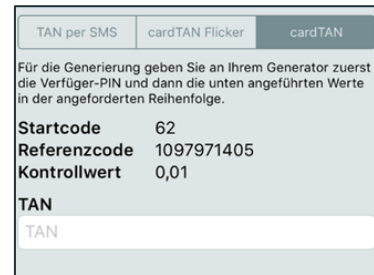 TAN per SMS
cardTAN Flicker
cardTAN
Für die Generierung geben Sie an Ihrem Generator zuerst
die Verfüger-PIN und dann die unten angeführten Werte
in der angeforderten Reihenfolge.
Startcode 62
Referenzcode 1097971405
Kontrollwert 0,01
TAN
TAN